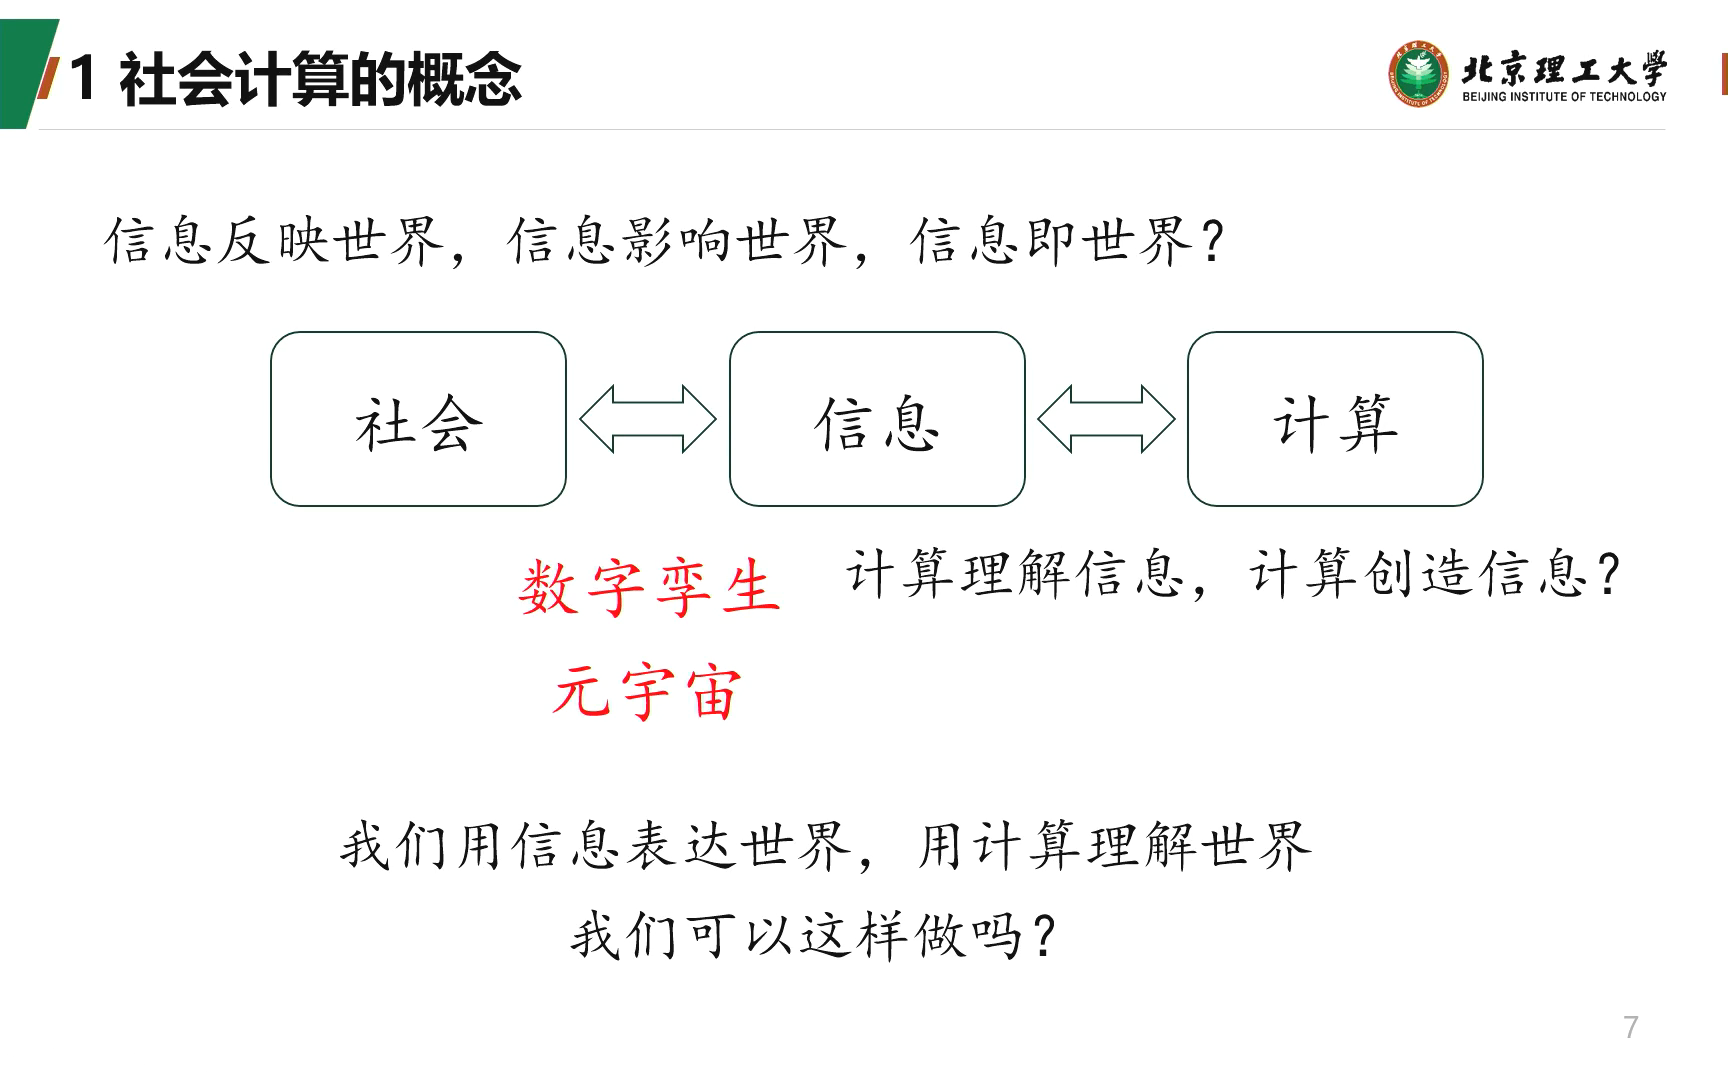 1 社会计算的概念
北京理工大学
BEIJING INSTITUTE OF TECHNOLOGY
信息反映世界，信息影响世界，信息即世界？
社会
信息
计算
数字孪生
计算理解信息，计算创造信息？
元宇宙
我们用信息表达世界，用计算理解世界
我们可以这样做吗？
7